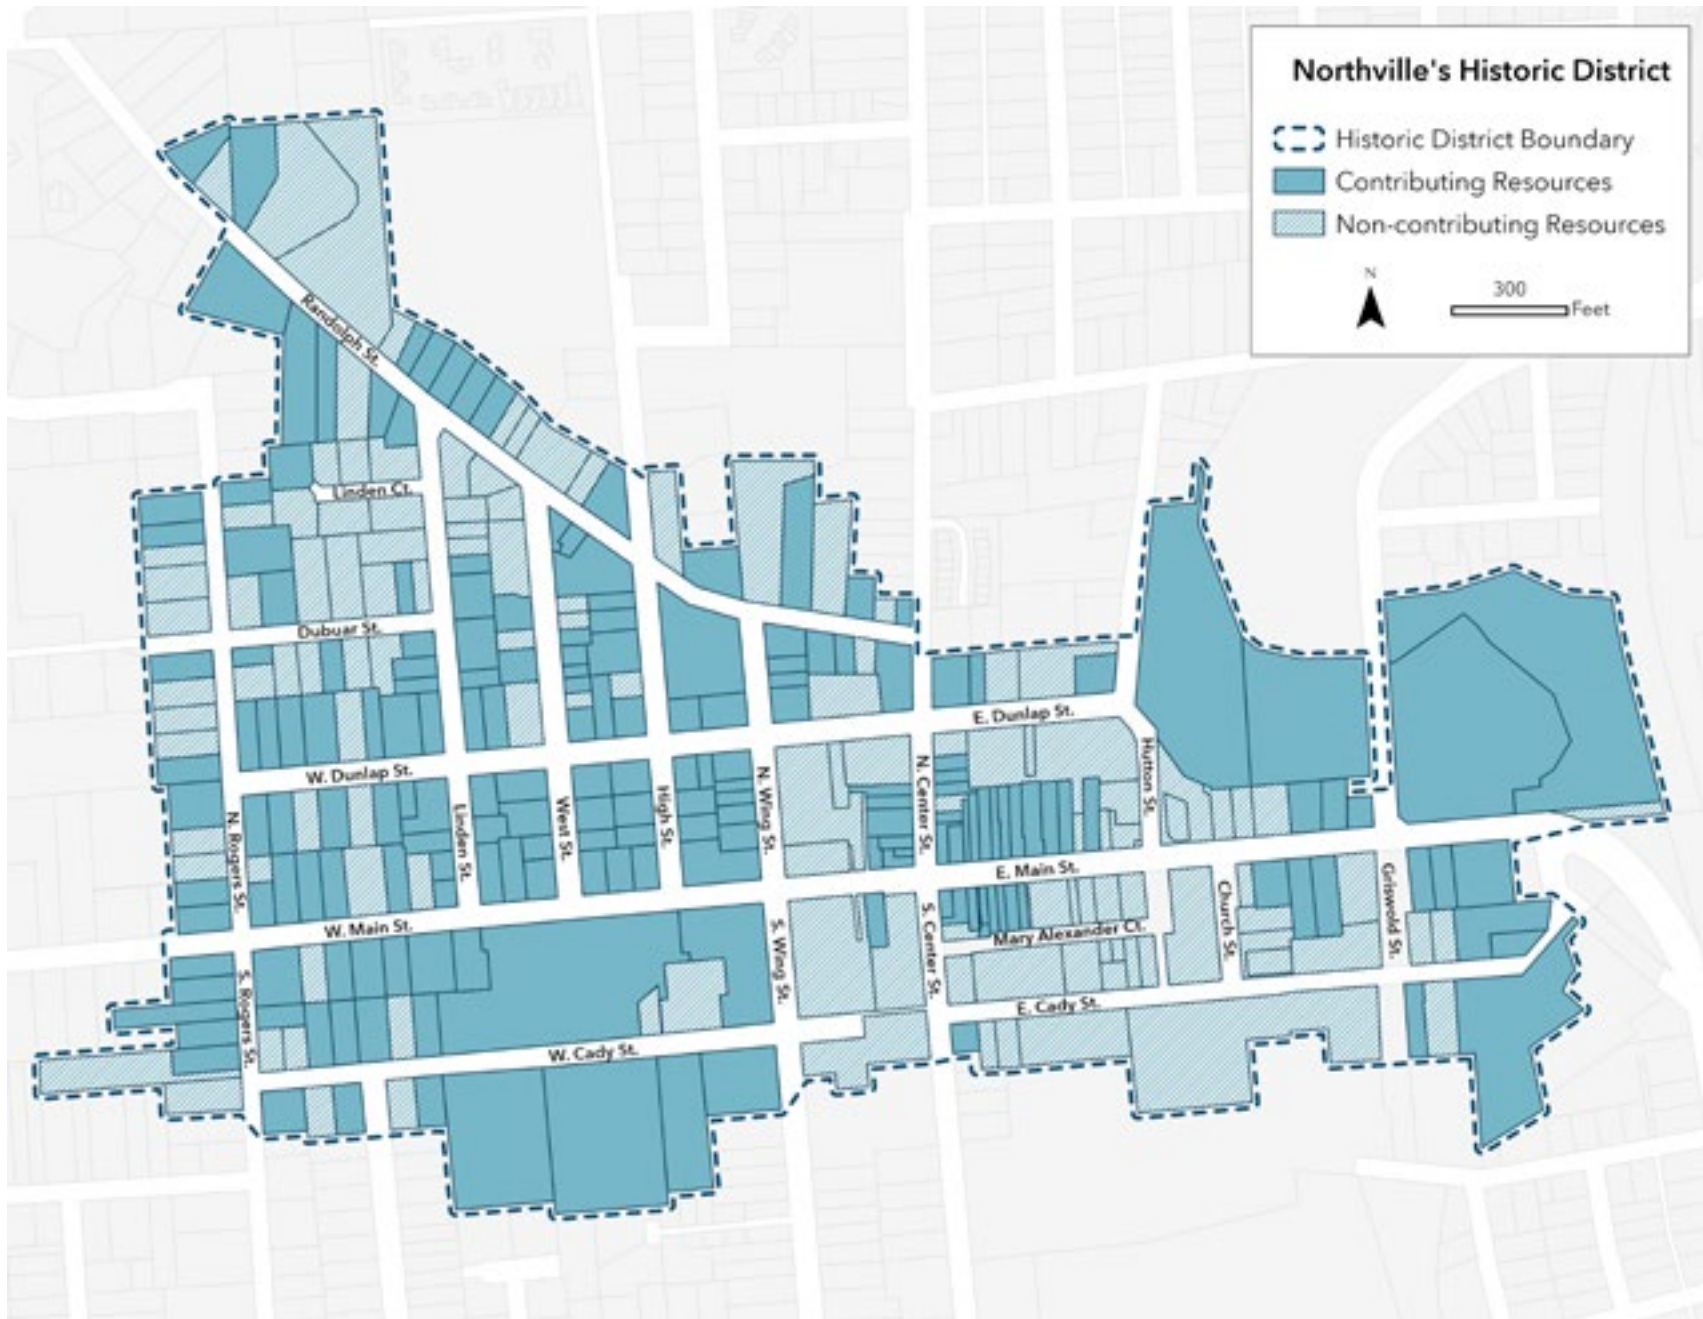 Northville's Historic District
Historic District Boundary
Contributing Resources
Non-contributing Resources
N
300
Feet
Randolph St.
Linden Ct.
Dubuar St.
E. Dunlap St.
W. Dunlap St.
Hutton St.
N. Center St.
N. Wing St.
High St.
West St.
Linden St.
N. Rogers St.
E. Main St.
W. Main St.
Church St.
Griswold St.
Mary Alexander Ct.
S. Center St.
S. Wing St.
S. Rogers St.
E. Cady St.
W. Cady St.